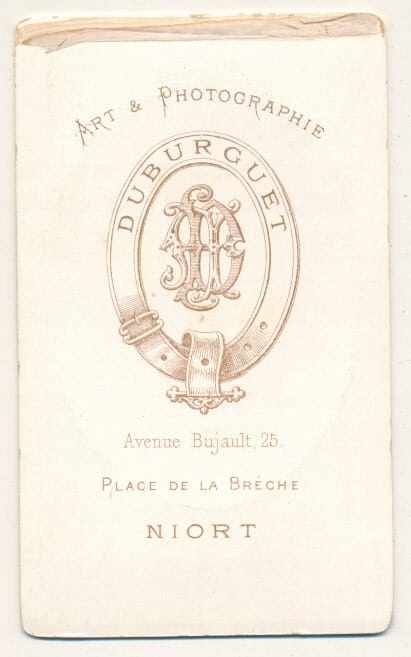 ART & PHOTOGRAPHIE
DUBURGUET
Avenue Bujault, 25.
PLACE DE LA BRÈCHE
NIORT